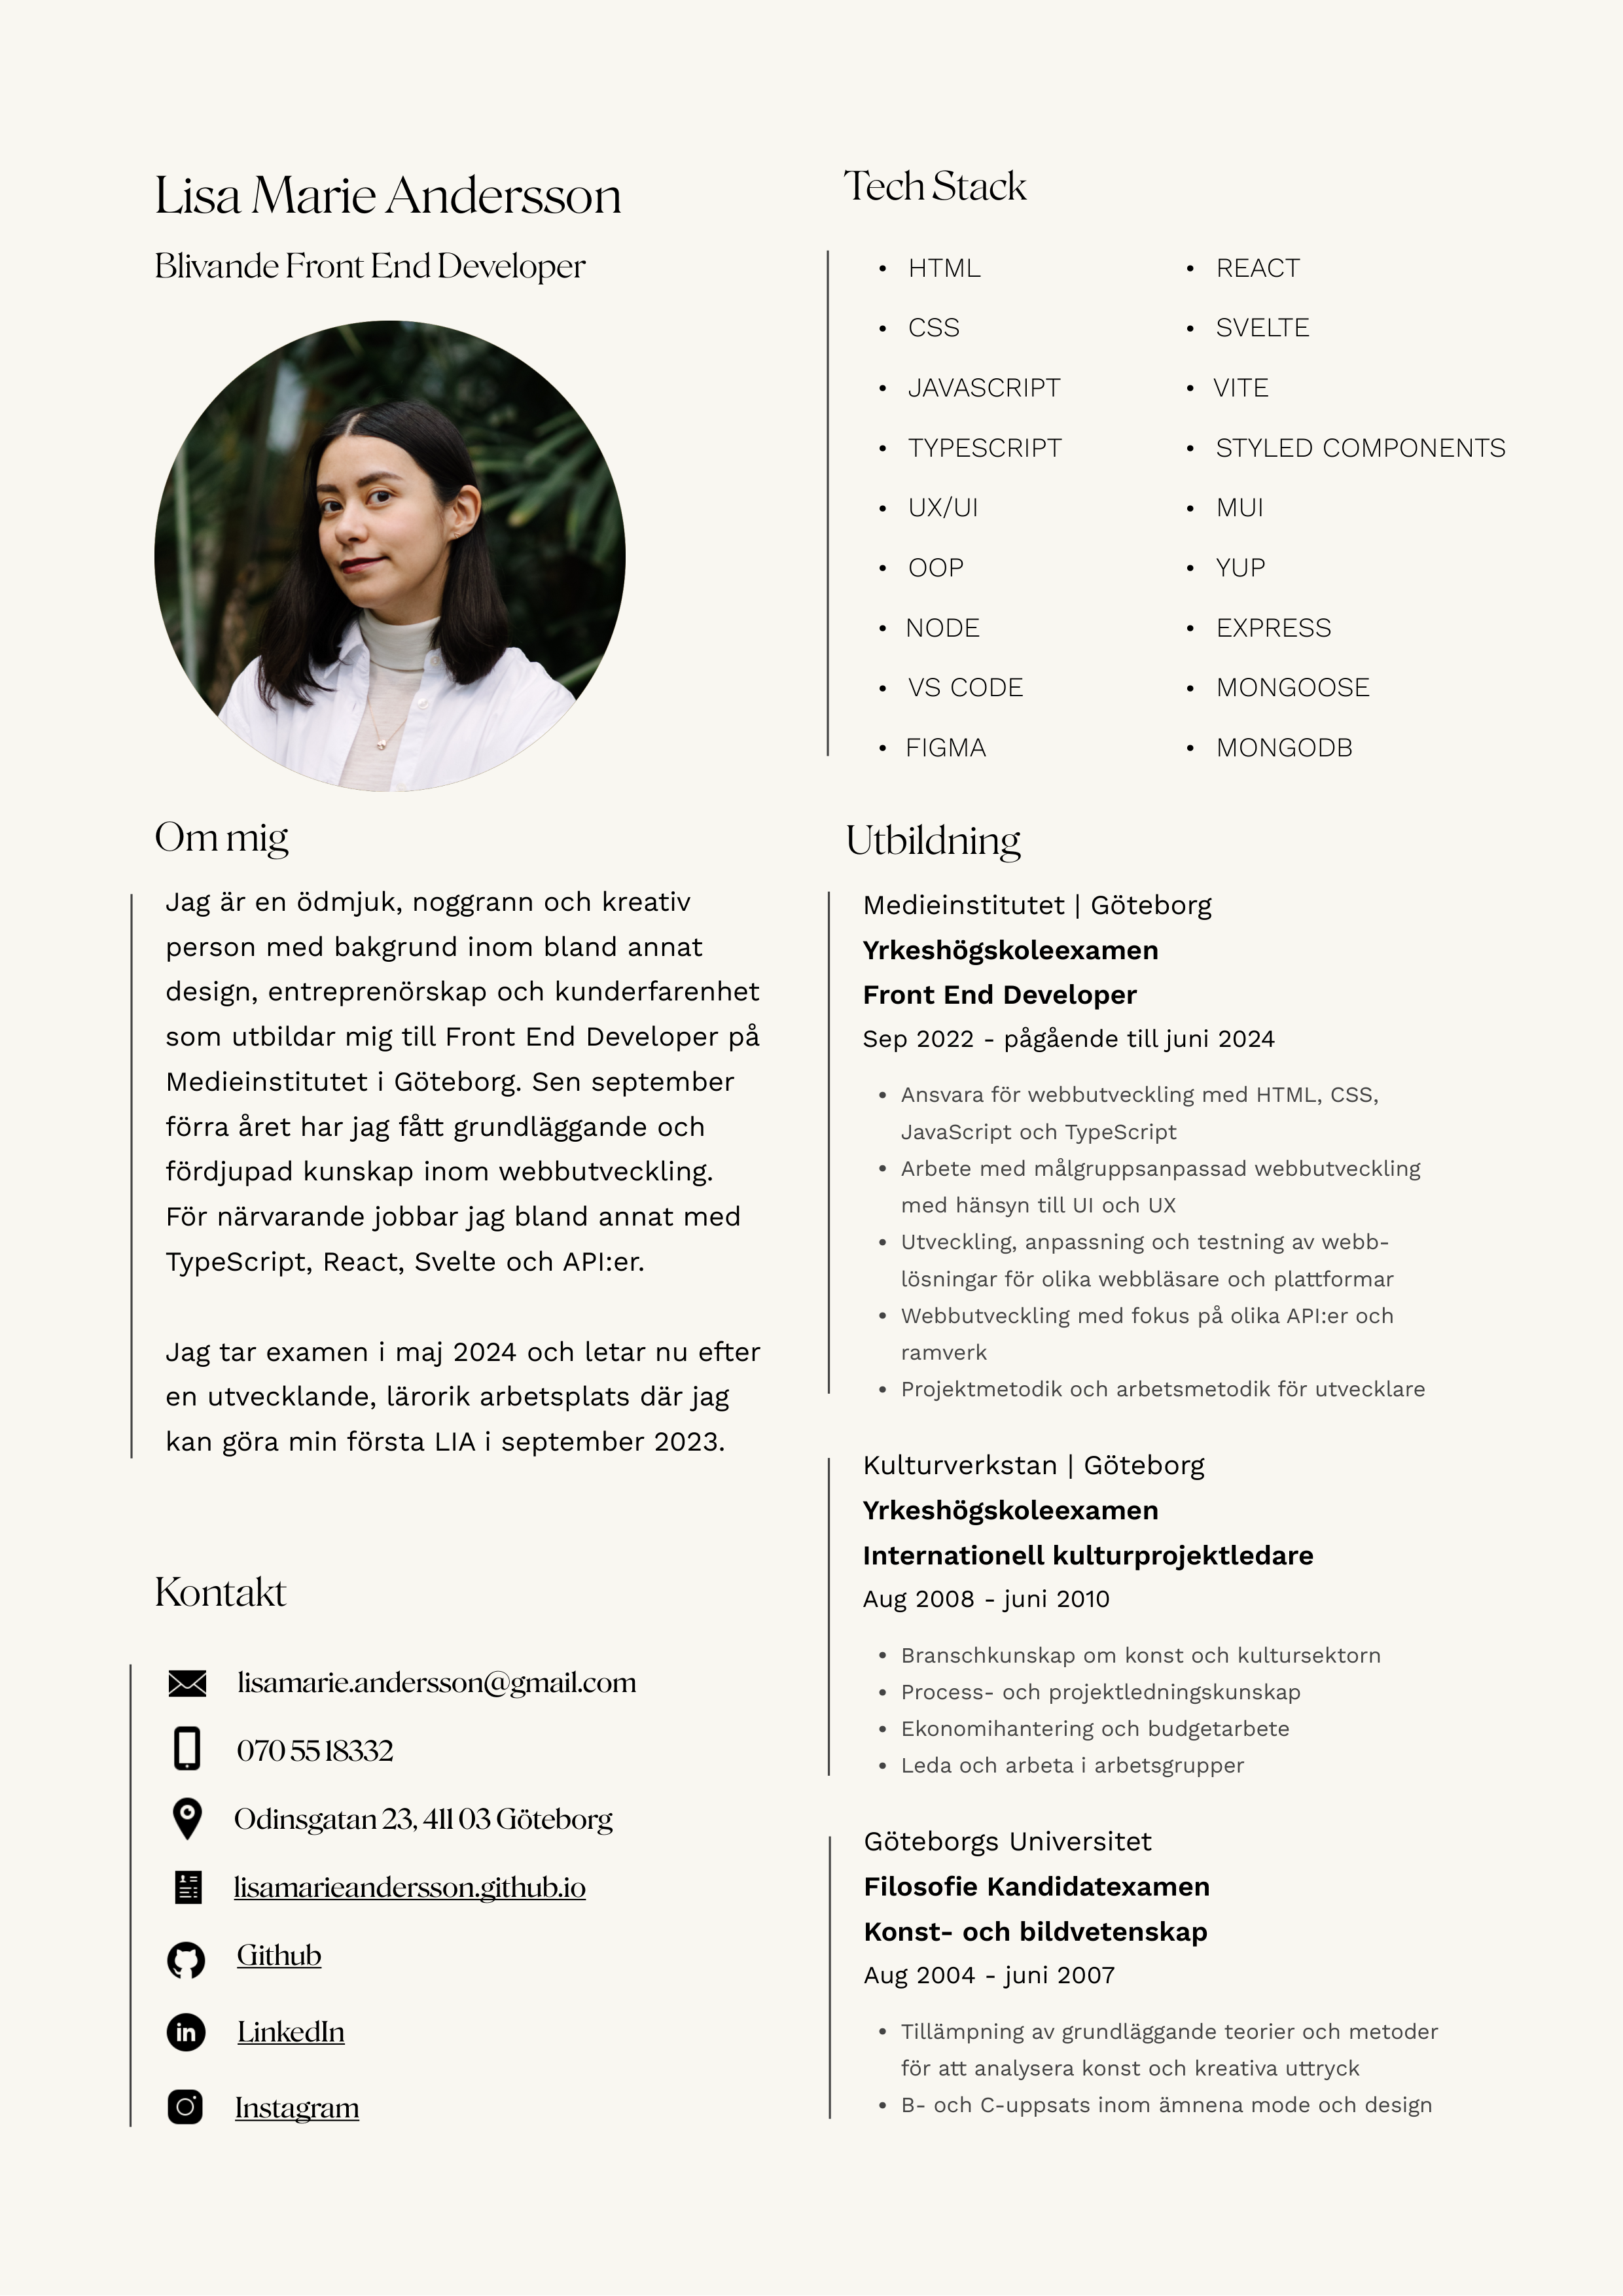 Lisa Marie Andersson
Blivande Front End Developer
Om mig
Jag är en ödmjuk, noggrann och kreativ
person med bakgrund inom bland annat
design, entreprenörskap och kunderfarenhet
som utbildar mig till Front End Developer på
Medieinstitutet i Göteborg. Sen september
förra året har jag fått grundläggande och
fördjupad kunskap inom webbutveckling.
För närvarande jobbar jag bland annat med
TypeScript, React, Svelte och API:er.
Jag tar examen i maj 2024 och letar nu efter
en utvecklande, lärorik arbetsplats där jag
kan göra min första LIA i september 2023.
Kontakt
lisamarie.andersson@gmail.com
070 55 18332
Odinsgatan 23, 411 03 Göteborg
lisamarieandersson.github.io
Github
LinkedIn
Instagram
Tech Stack
• HTML
• CSS
• JAVASCRIPT
• TYPESCRIPT
• UX/UI
• OOP
• NODE
• VS CODE
• FIGMA
• REACT
• SVELTE
• VITE
• STYLED COMPONENTS
• MUI
• YUP
• EXPRESS
• MONGOOSE
• MONGODB
Utbildning
Medieinstitutet | Göteborg
Yrkeshögskoleexamen
Front End Developer
Sep 2022 - pågående till juni 2024
• Ansvara för webbutveckling med HTML, CSS,
JavaScript och TypeScript
• Arbete med målgruppsanpassad webbutveckling
med hänsyn till UI och UX
• Utveckling, anpassning och testning av webb-
lösningar för olika webbläsare och plattformar
• Webbutveckling med fokus på olika API:er och
ramverk
• Projektmetodik och arbetsmetodik för utvecklare
Kulturverkstan | Göteborg
Yrkeshögskoleexamen
Internationell kulturprojektledare
Aug 2008 - juni 2010
• Branschkunskap om konst och kultursektorn
• Process- och projektledningskunskap
• Ekonomihantering och budgetarbete
• Leda och arbeta i arbetsgrupper
Göteborgs Universitet
Filosofie Kandidatexamen
Konst- och bildvetenskap
Aug 2004 - juni 2007
• Tillämpning av grundläggande teorier och metoder
för att analysera konst och kreativa uttryck
• B- och C-uppsats inom ämnena mode och design